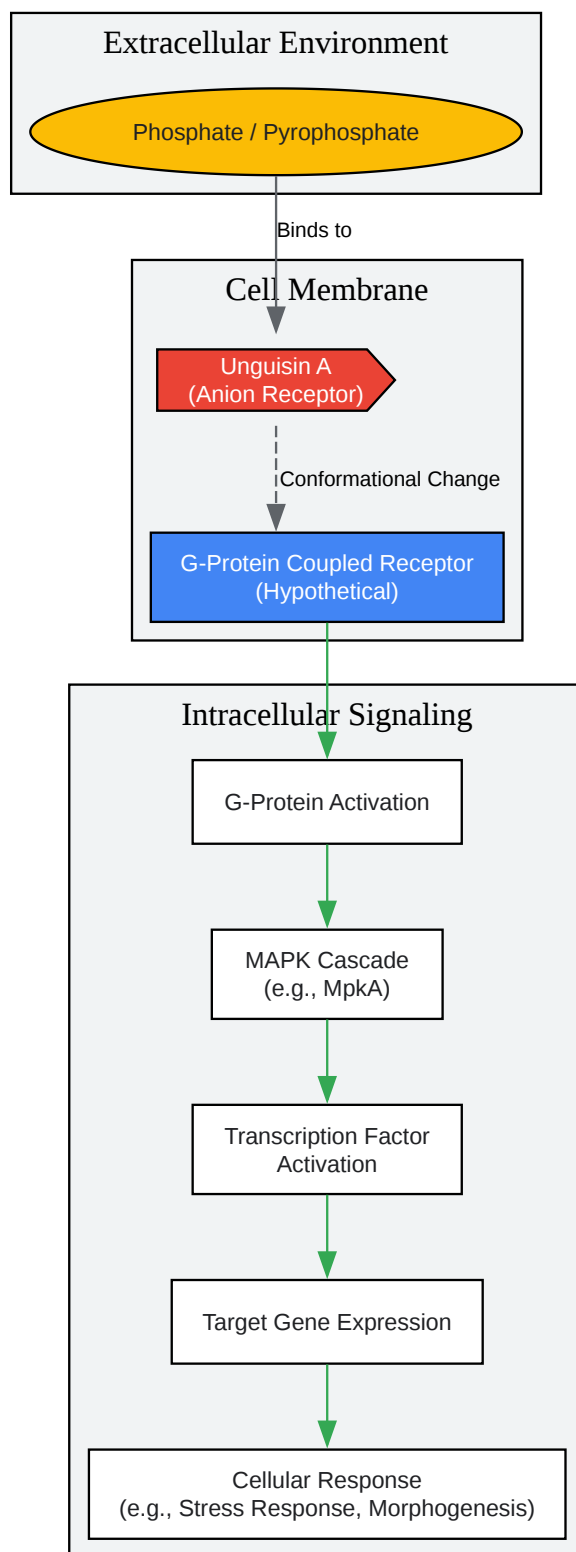 Extracellular Environment
Phosphate / Pyrophosphate
Binds to
Cell Membrane
Unguisin A
(Anion Receptor)
Conformational Change
G-Protein Coupled Receptor
(Hypothetical)
Intracellular Signaling
G-Protein Activation
MAPK Cascade
(e.g., MpkA)
Transcription Factor
Activation
Target Gene Expression
Cellular Response
(e.g., Stress Response, Morphogenesis)